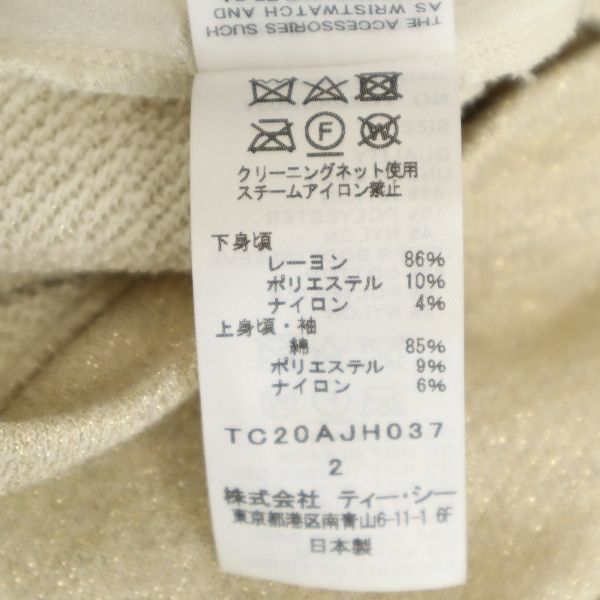 THE ACCESSORIES SUCH
AS WRISTWATCH AND
F
W
クリーニングネット使用
スチームアイロン禁止
下身頃
レーヨン 86%
ポリエステル 10%
ナイロン 4%
上身頃・袖
綿 85%
ポリエステル 9%
ナイロン 6%
TC20AJH037
2
株式会社 ティー・シー
東京都港区南青山6-11-1 6F
日本製